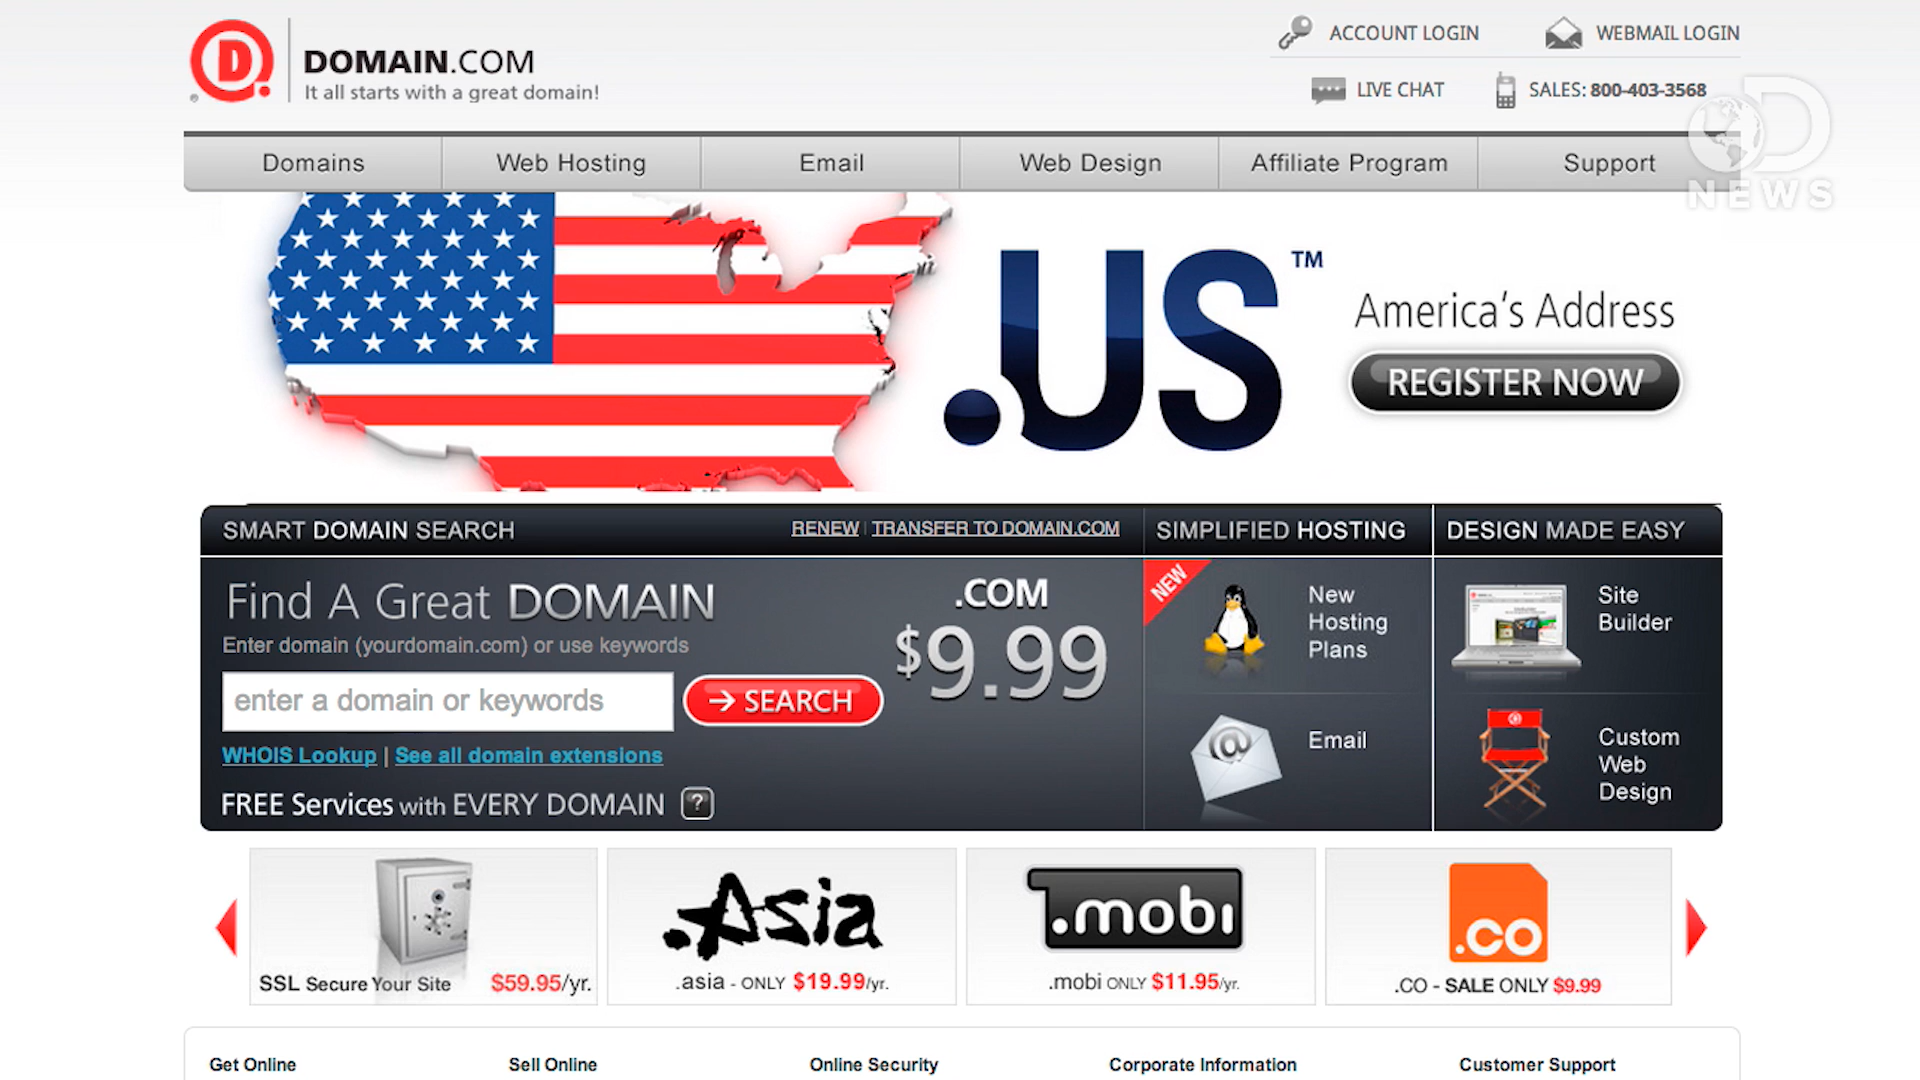 D
DOMAIN.COM
It all starts with a great domain!
ACCOUNT LOGIN
WEBMAIL LOGIN
LIVE CHAT
SALES: 800-403-3568
D
NEWS
Domains
Web Hosting
Email
Web Design
Affiliate Program
Support
.US™
America's Address
REGISTER NOW
SMART DOMAIN SEARCH
RENEW | TRANSFER TO DOMAIN.COM
SIMPLIFIED HOSTING
DESIGN MADE EASY
Find A Great DOMAIN
Enter domain (yourdomain.com) or use keywords
enter a domain or keywords
→ SEARCH
WHOIS Lookup | See all domain extensions
FREE Services with EVERY DOMAIN ?
.COM
$9.99
NEW
New
Hosting
Plans
@
Email
Site
Builder
Custom
Web
Design
SSL Secure Your Site $59.95/yr.
.Asia
.asia - ONLY $19.99/yr.
.mobi
.mobi ONLY $11.95/yr.
.co
.CO - SALE ONLY $9.99
Get Online
Sell Online
Online Security
Corporate Information
Customer Support